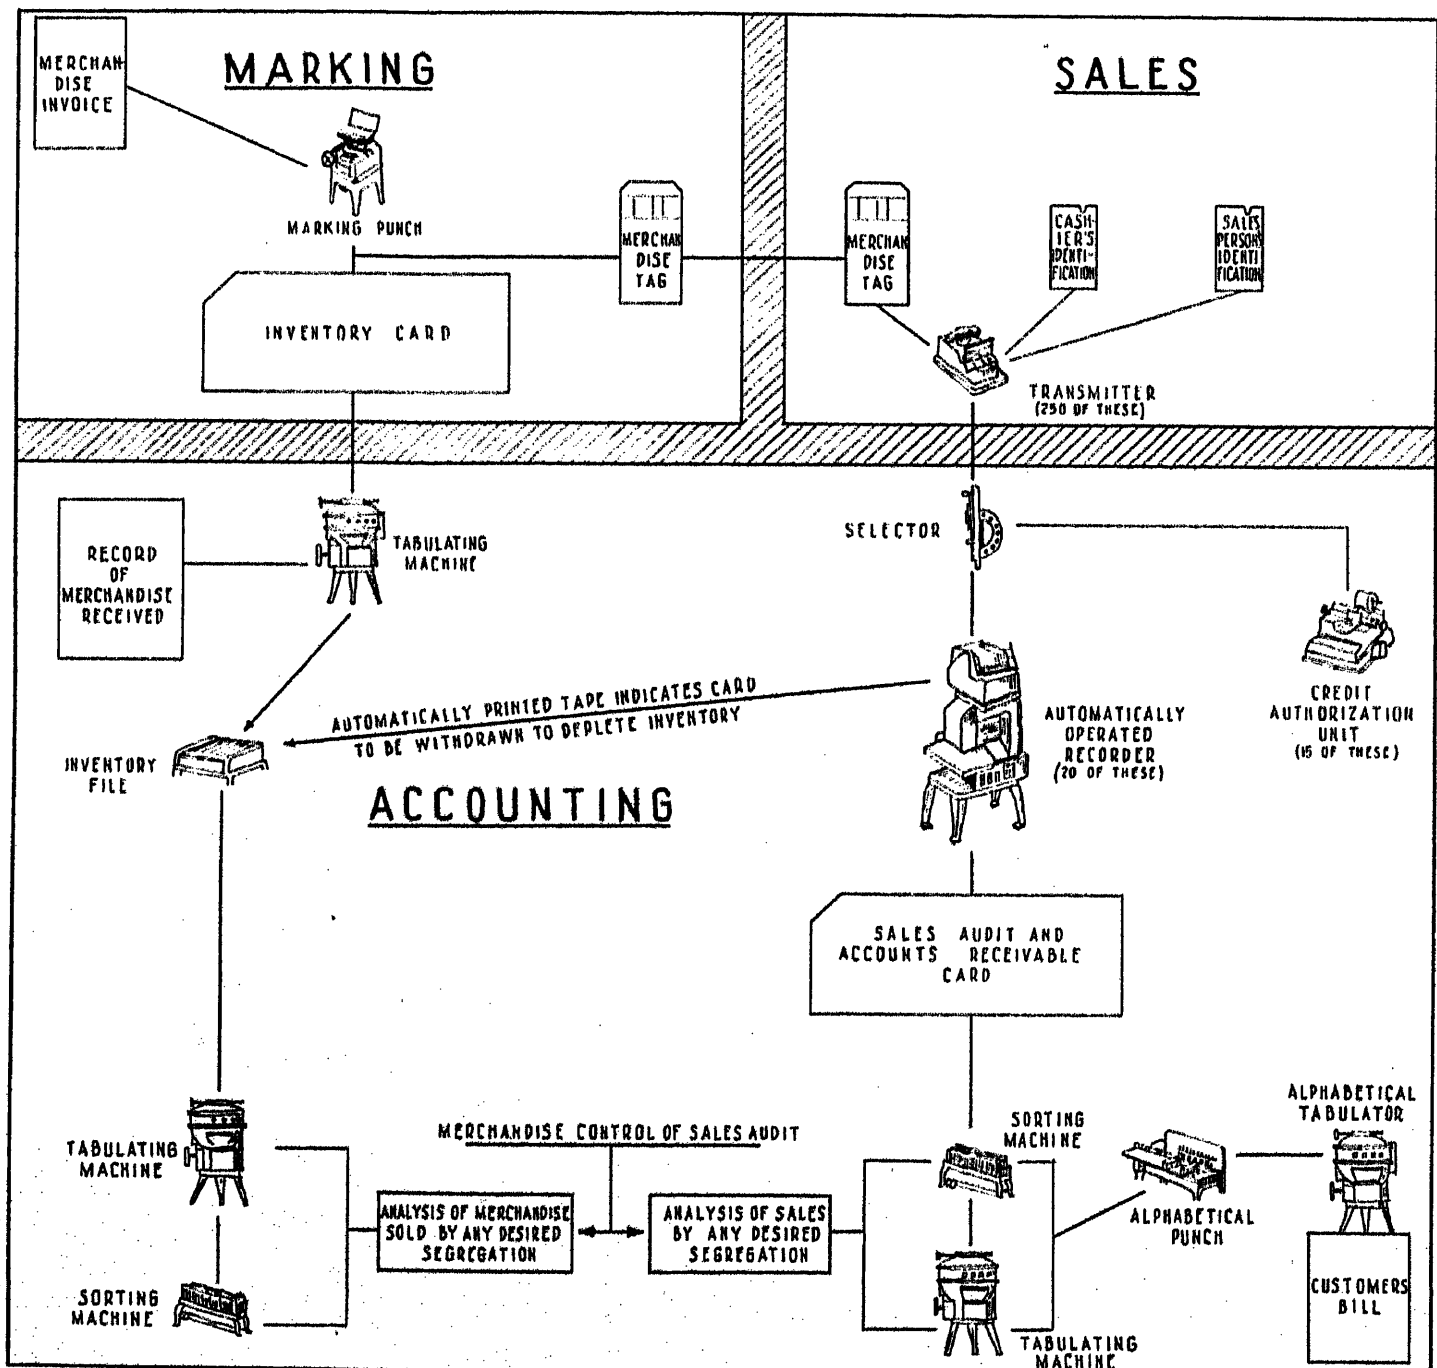 MERCHAN-
DISE
INVOICE
MARKING
MARKING PUNCH
INVENTORY CARD
MERCHAN
DISE
TAG
SALES
MERCHAN
DISE
TAG
CASH-
IER'S
IDENTI-
FICATION
SALES
PERSONS
IDENTI
FICATION
TRANSMITTER
(250 OF THESE)
RECORD
OF
MERCHANDISE
RECEIVED
TABULATING
MACHINE
SELECTOR
CREDIT
AUTHORIZATION
UNIT
(15 OF THESE)
AUTOMATICALLY PRINTED TAPE INDICATES CARD
TO BE WITHDRAWN TO DEPLETE INVENTORY
AUTOMATICALLY
OPERATED
RECORDER
(20 OF THESE)
INVENTORY
FILE
ACCOUNTING
SALES AUDIT AND
ACCOUNTS RECEIVABLE
CARD
TABULATING
MACHINE
SORTING
MACHINE
MERCHANDISE CONTROL OF SALES AUDIT
ANALYSIS OF MERCHANDISE
SOLD BY ANY DESIRED
SEGREGATION
ANALYSIS OF SALES
BY ANY DESIRED
SEGREGATION
SORTING
MACHINE
TABULATING
MACHINE
ALPHABETICAL
PUNCH
ALPHABETICAL
TABULATOR
CUSTOMERS
BILL